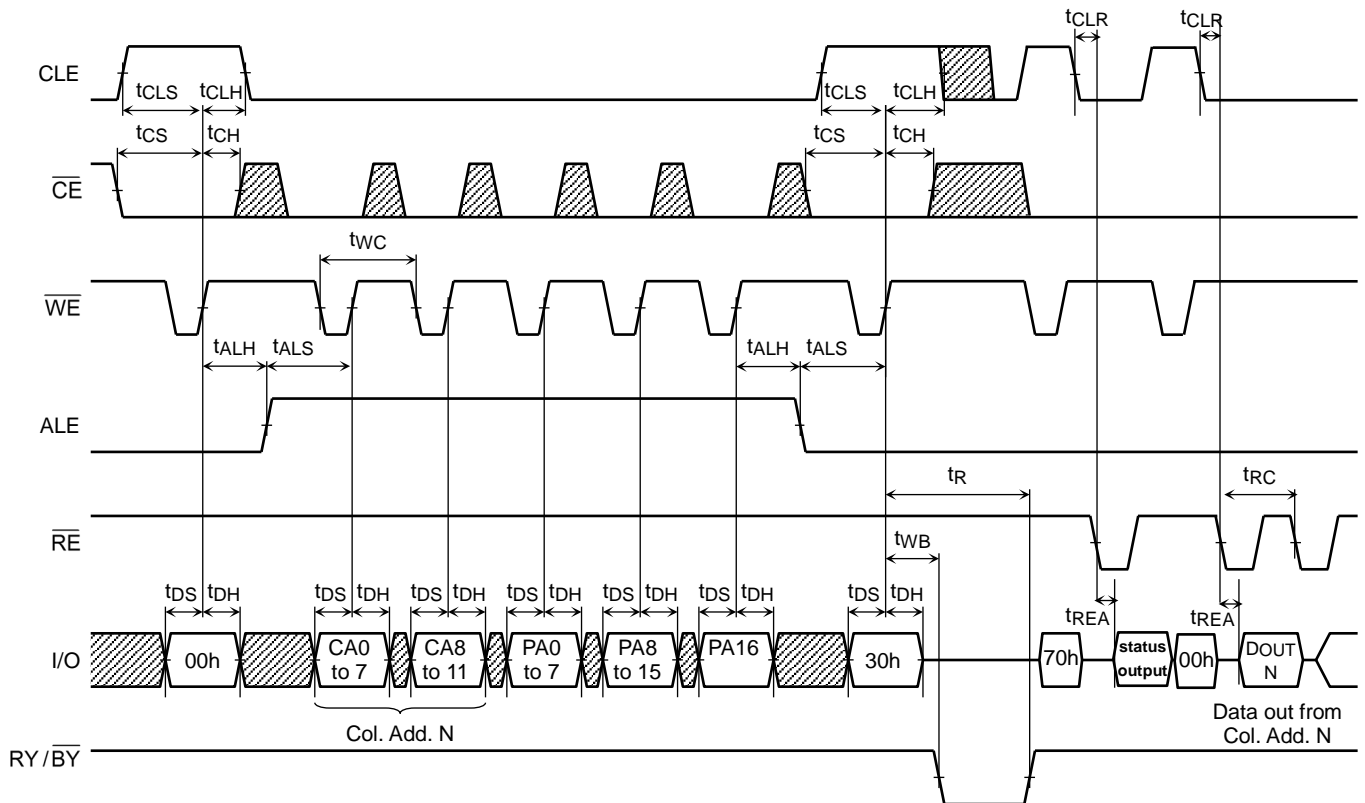 tCLR tCLR
CLE
tCLS tCLH tCLS tCLH
tCS tCH tCS tCH
CE
tWC
WE
tALH tALS tALH tALS
ALE
tR tRC
RE
tWB
tDS tDH tDS tDH tDS tDH tDS tDH tDS tDH tDS tDH tDS tDH
tREA tREA
I/O
00h
CA0
to 7
CA8
to 11
PA0
to 7
PA8
to 15
PA16
30h
70h
status
output
00h
DOUT
N
Col. Add. N
Data out from
Col. Add. N
RY / BY